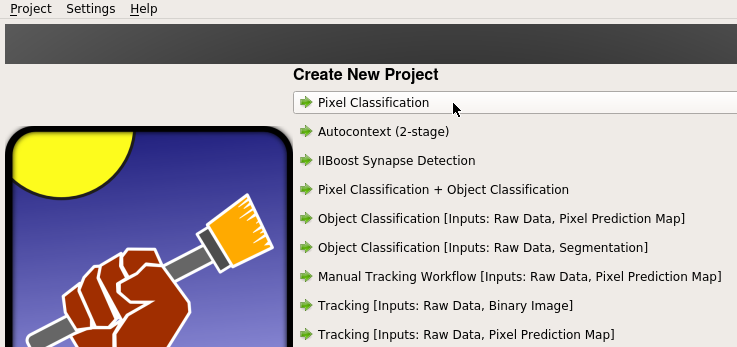 Project Settings Help
Create New Project
Pixel Classification
Autocontext (2-stage)
IIBoost Synapse Detection
Pixel Classification + Object Classification
Object Classification [Inputs: Raw Data, Pixel Prediction Map]
Object Classification [Inputs: Raw Data, Segmentation]
Manual Tracking Workflow [Inputs: Raw Data, Pixel Prediction Map]
Tracking [Inputs: Raw Data, Binary Image]
Tracking [Inputs: Raw Data, Pixel Prediction Map]